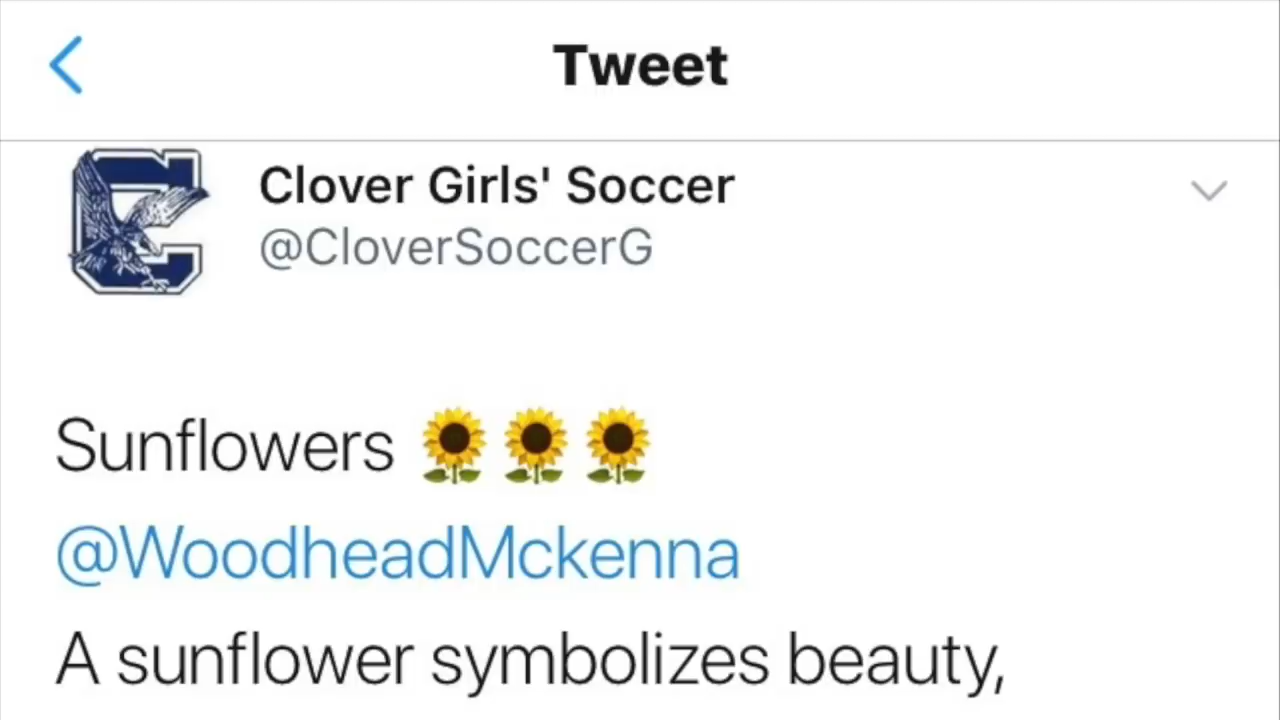 Tweet
Clover Girls' Soccer
@CloverSoccerG
Sunflowers 🌻🌻🌻
@WoodheadMckenna
A sunflower symbolizes beauty,